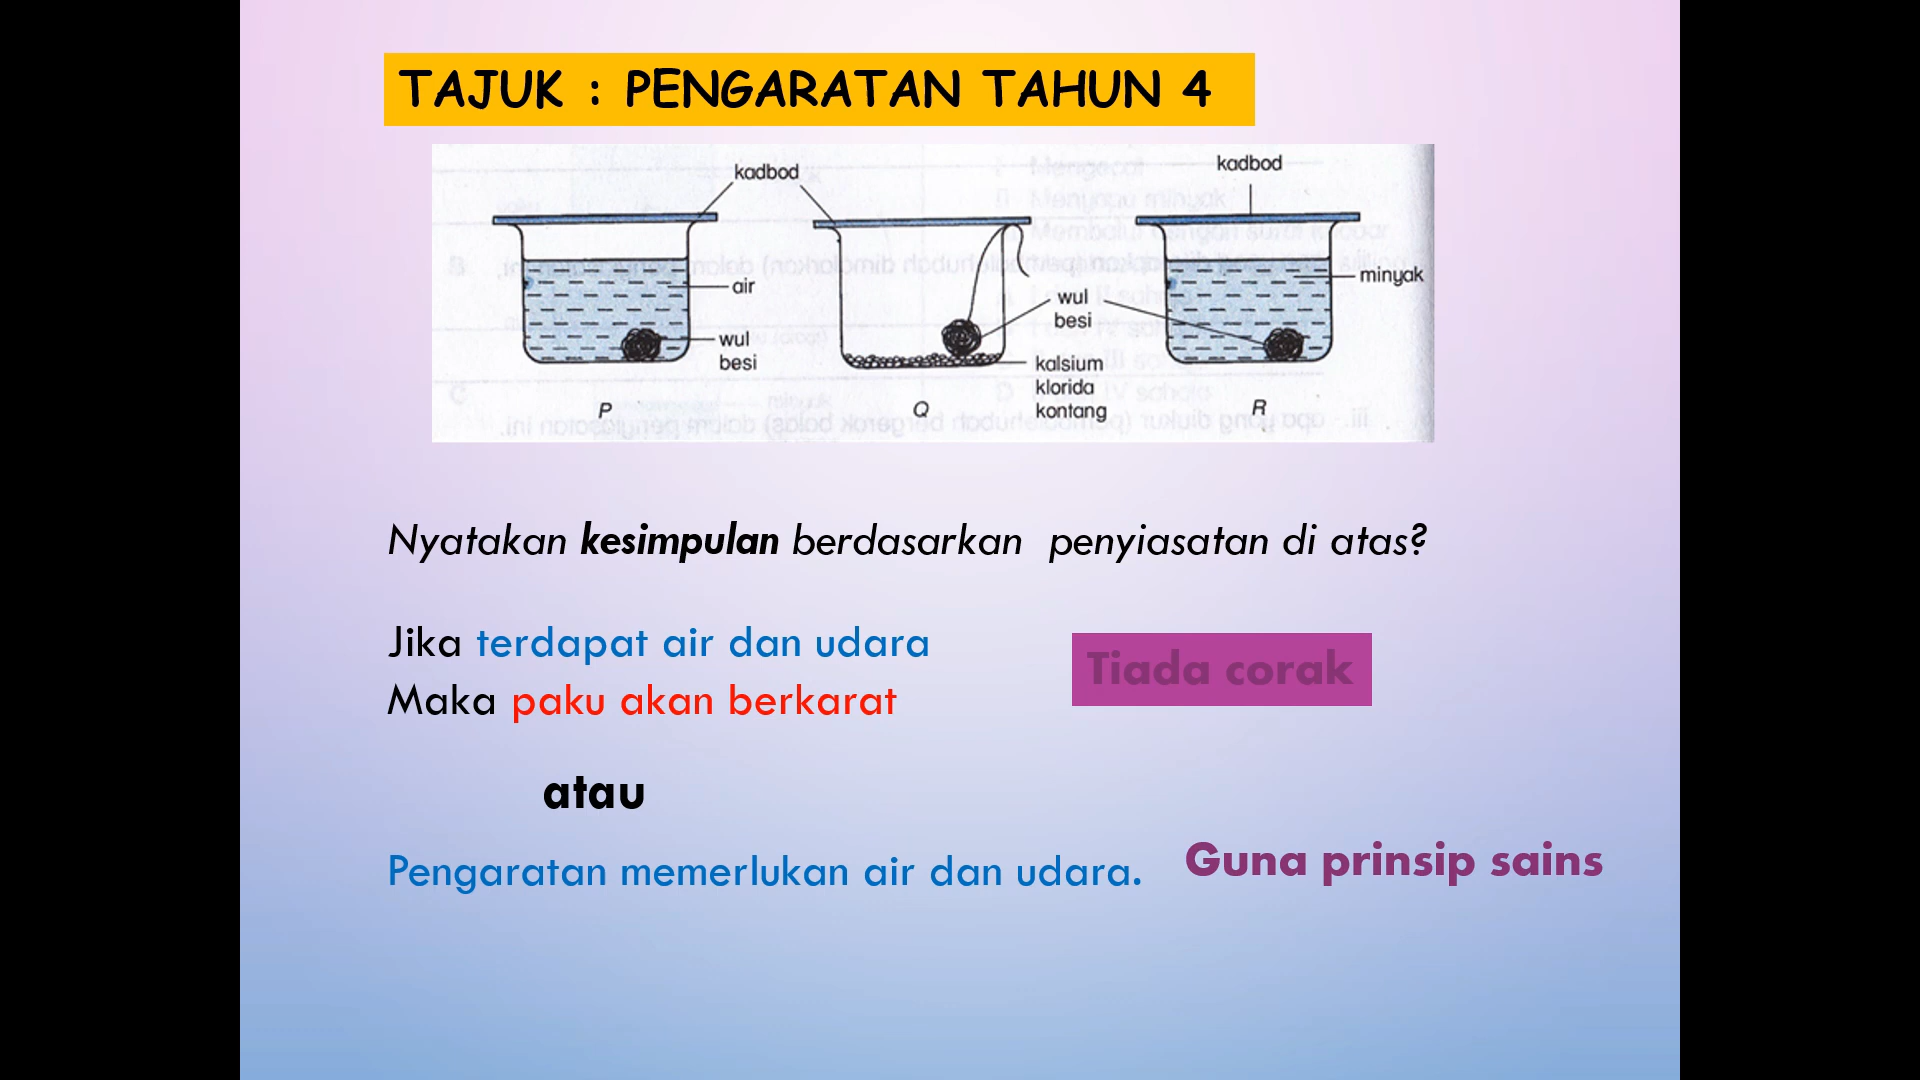 TAJUK : PENGARATAN TAHUN 4
kadbod
kadbod
air
wul
besi
wul
besi
minyak
kalsium
klorida
kontang
P
Q
R
Nyatakan kesimpulan berdasarkan penyiasatan di atas?
Jika terdapat air dan udara
Maka paku akan berkarat
Tiada corak
atau
Pengaratan memerlukan air dan udara.
Guna prinsip sains